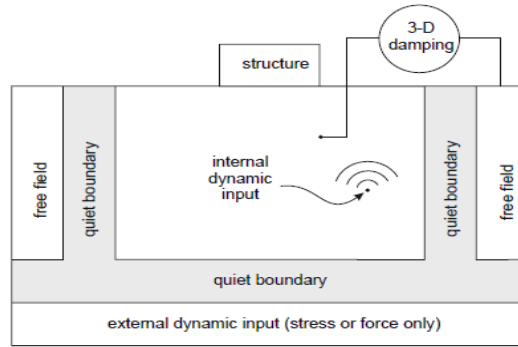 3-D
damping
structure
free field
quiet boundary
internal
dynamic
input
quiet boundary
free field
quiet boundary
external dynamic input (stress or force only)